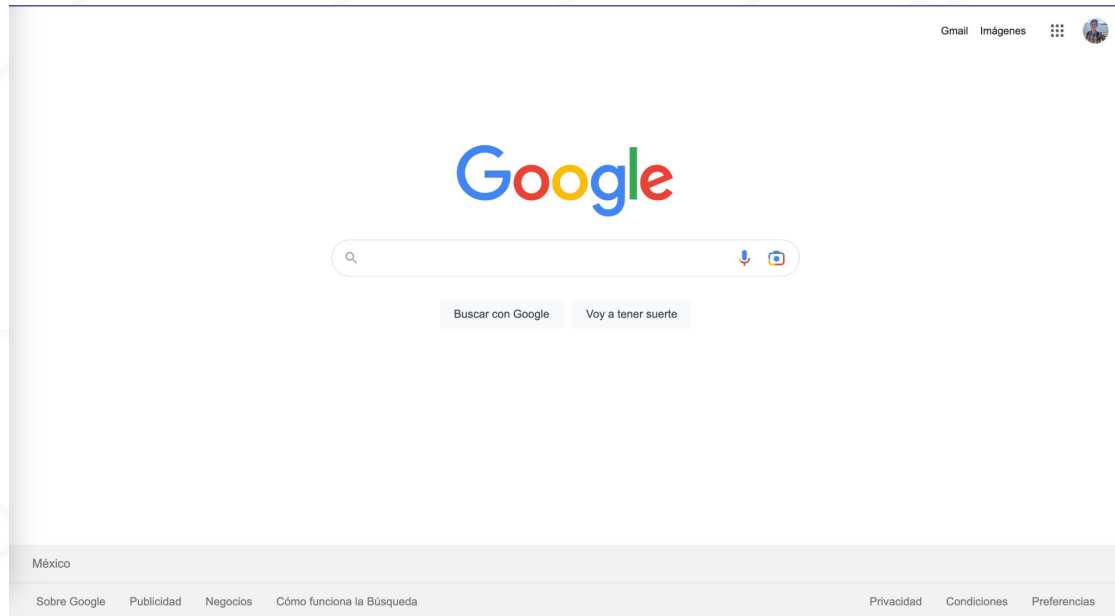 Gmail Imágenes
Google
Buscar con Google Voy a tener suerte
México
Sobre Google Publicidad Negocios Cómo funciona la Búsqueda Privacidad Condiciones Preferencias